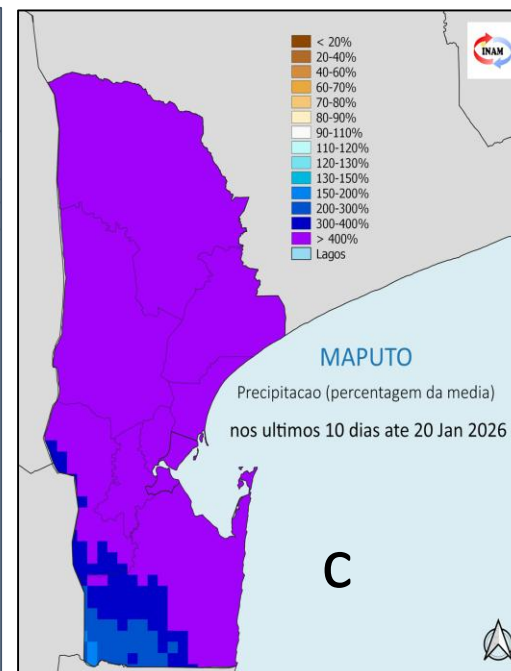 < 20%
20-40%
40-60%
60-70%
70-80%
80-90%
90-110%
110-120%
120-130%
130-150%
150-200%
200-300%
300-400%
> 400%
Lagos
INAM
MAPUTO
Precipitacao (percentagem da media)
nos ultimos 10 dias ate 20 Jan 2026
C